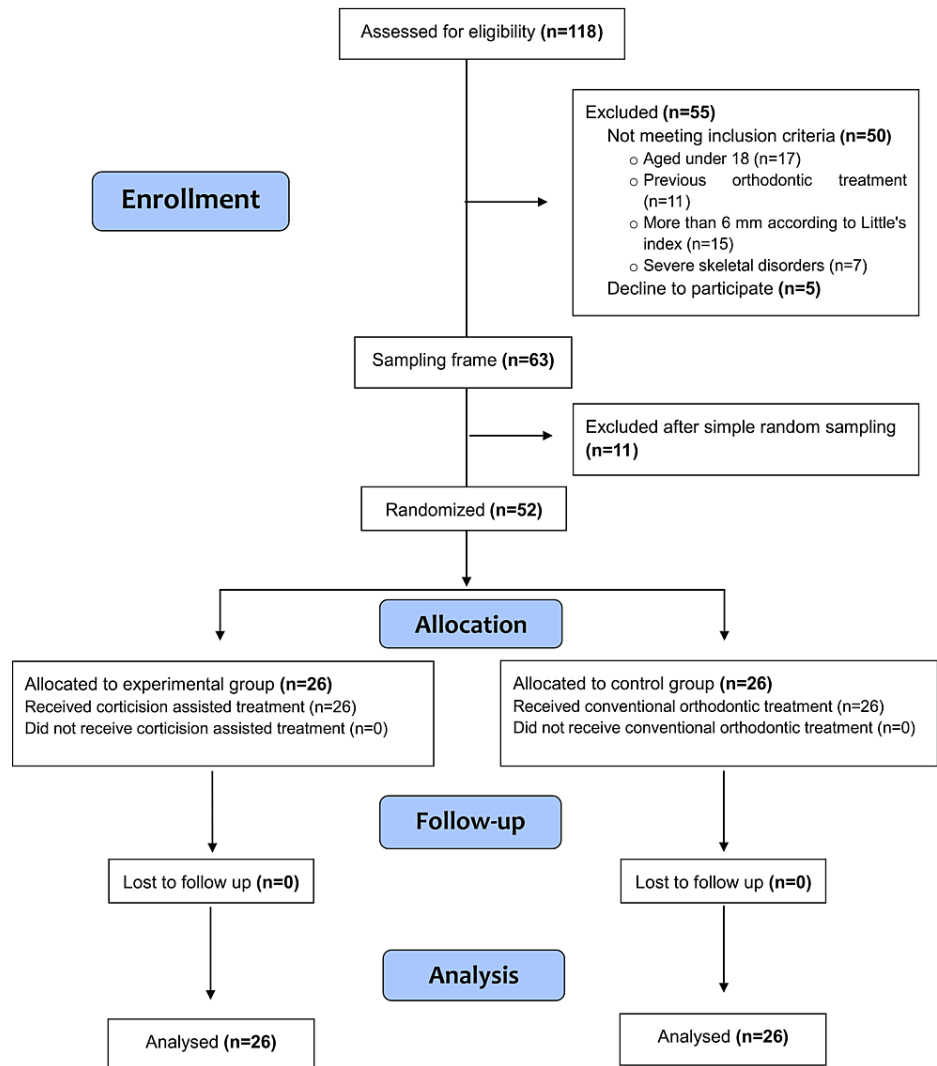 Assessed for eligibility (n=118)
Excluded (n=55)
Not meeting inclusion criteria (n=50)
o Aged under 18 (n=17)
o Previous orthodontic treatment
(n=11)
o More than 6 mm according to Little's
index (n=15)
o Severe skeletal disorders (n=7)
Decline to participate (n=5)
Enrollment
Sampling frame (n=63)
Excluded after simple random sampling
(n=11)
Randomized (n=52)
Allocation
Allocated to experimental group (n=26)
Received corticision assisted treatment (n=26)
Did not receive corticision assisted treatment (n=0)
Allocated to control group (n=26)
Received conventional orthodontic treatment (n=26)
Did not receive conventional orthodontic treatment (n=0)
Follow-up
Lost to follow up (n=0)
Lost to follow up (n=0)
Analysis
Analysed (n=26)
Analysed (n=26)